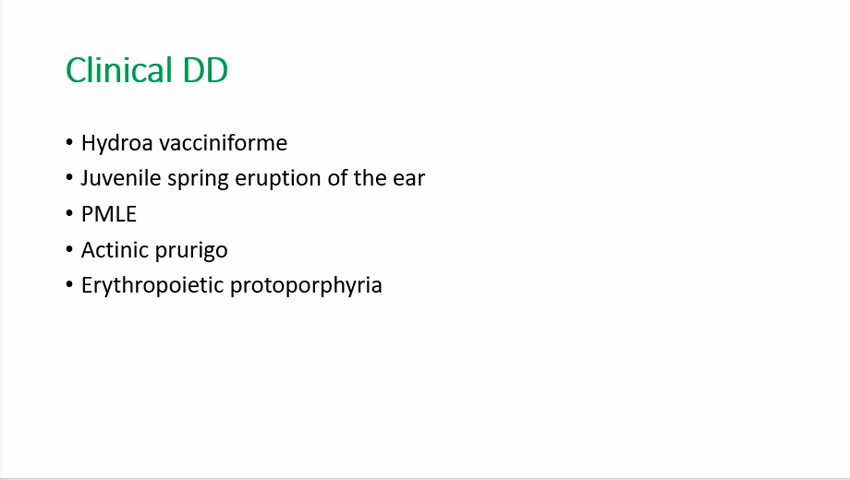 Clinical DD
• Hydroa vacciniforme
• Juvenile spring eruption of the ear
• PMLE
• Actinic prurigo
• Erythropoietic protoporphyria